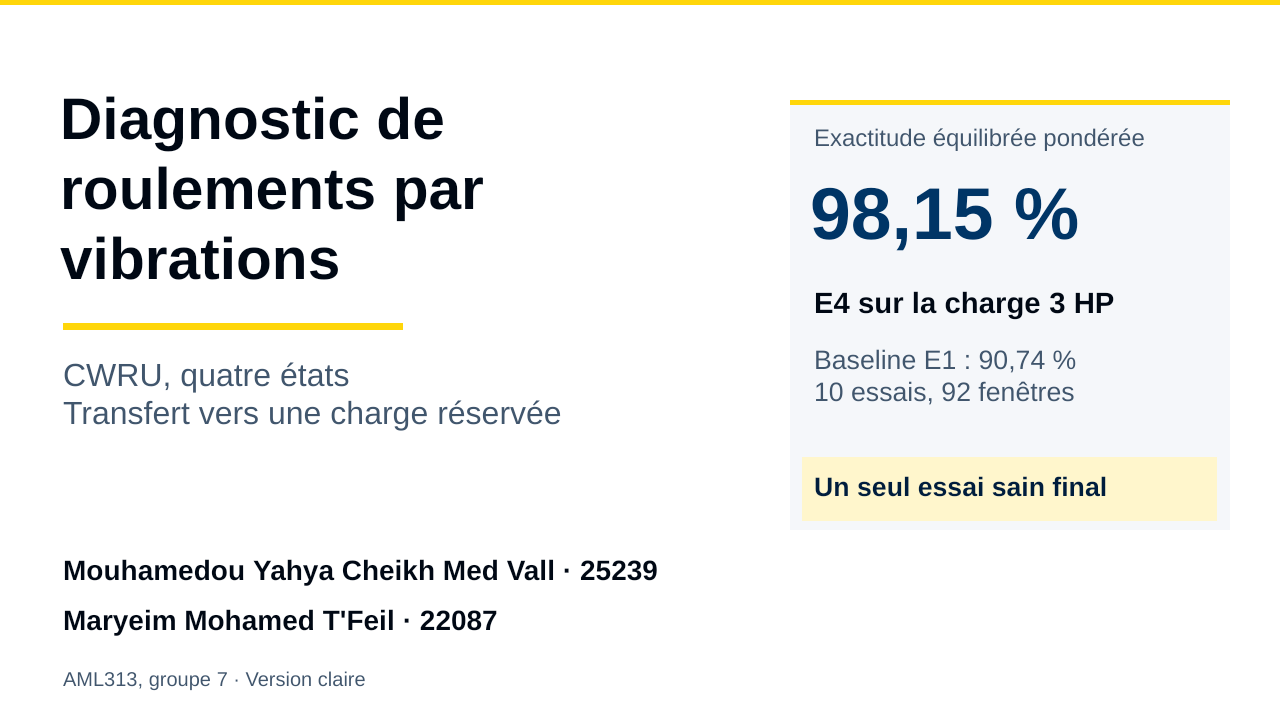 Diagnostic de
roulements par
vibrations
CWRU, quatre états
Transfert vers une charge réservée
Mouhamedou Yahya Cheikh Med Vall · 25239
Maryeim Mohamed T'Feil · 22087
AML313, groupe 7 · Version claire
Exactitude équilibrée pondérée
98,15 %
E4 sur la charge 3 HP
Baseline E1 : 90,74 %
10 essais, 92 fenêtres
Un seul essai sain final